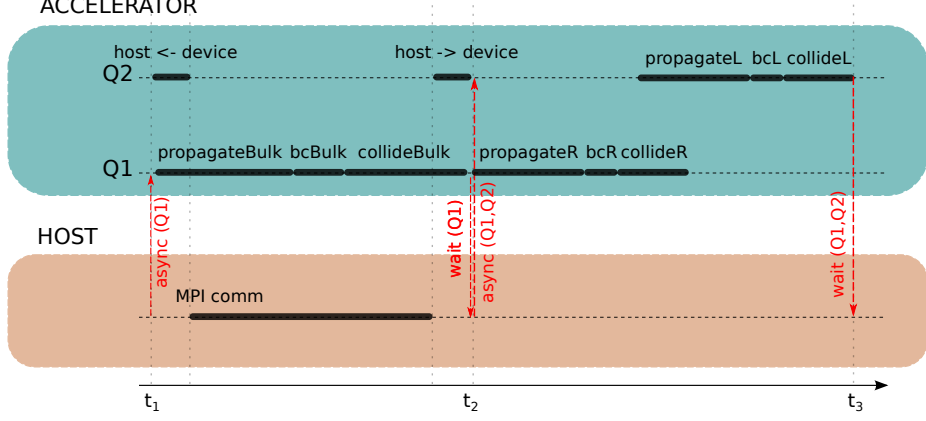 ACCELERATOR
host <- device
host -> device
propagateL bcL collideL
Q2
propagateBulk bcBulk collideBulk propagateR bcR collideR
Q1
async (Q1)
wait (Q1)
async (Q1,Q2)
wait (Q1,Q2)
HOST
MPI comm
t1 t2 t3